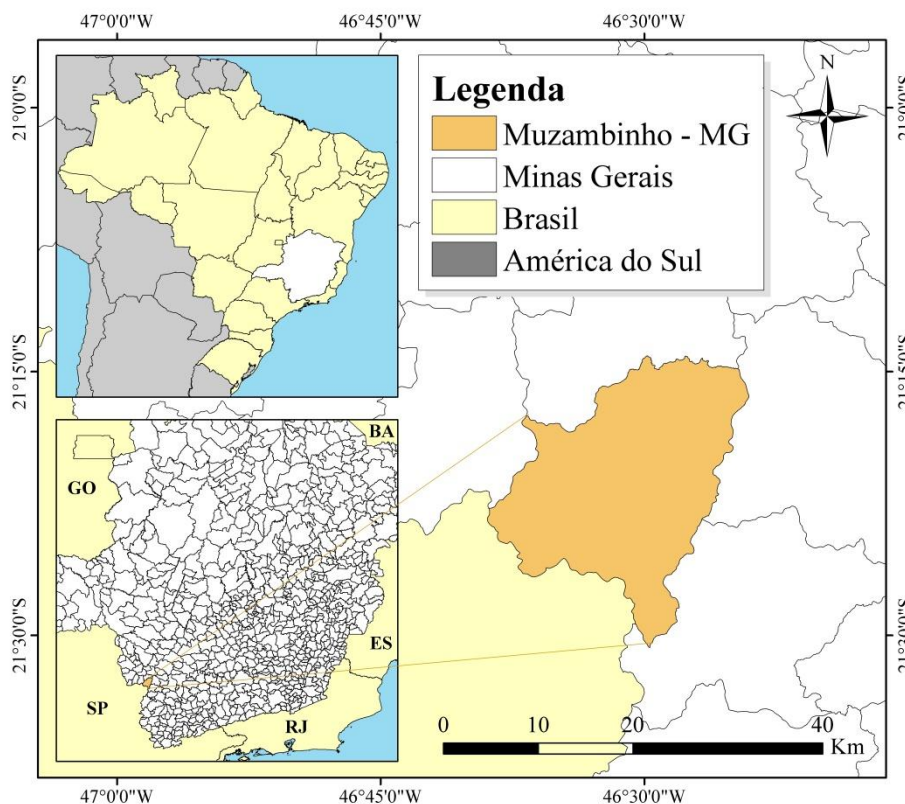 47°0'0"W
46°45'0"W
46°30'0"W
21°0'0"S
21°15'0"S
21°30'0"S
Legenda
Muzambinho - MG
Minas Gerais
Brasil
América do Sul
N
21°0'0"S
21°15'0"S
21°30'0"S
BA
GO
ES
SP
RJ
0 10 20 40
Km
47°0'0"W
46°45'0"W
46°30'0"W